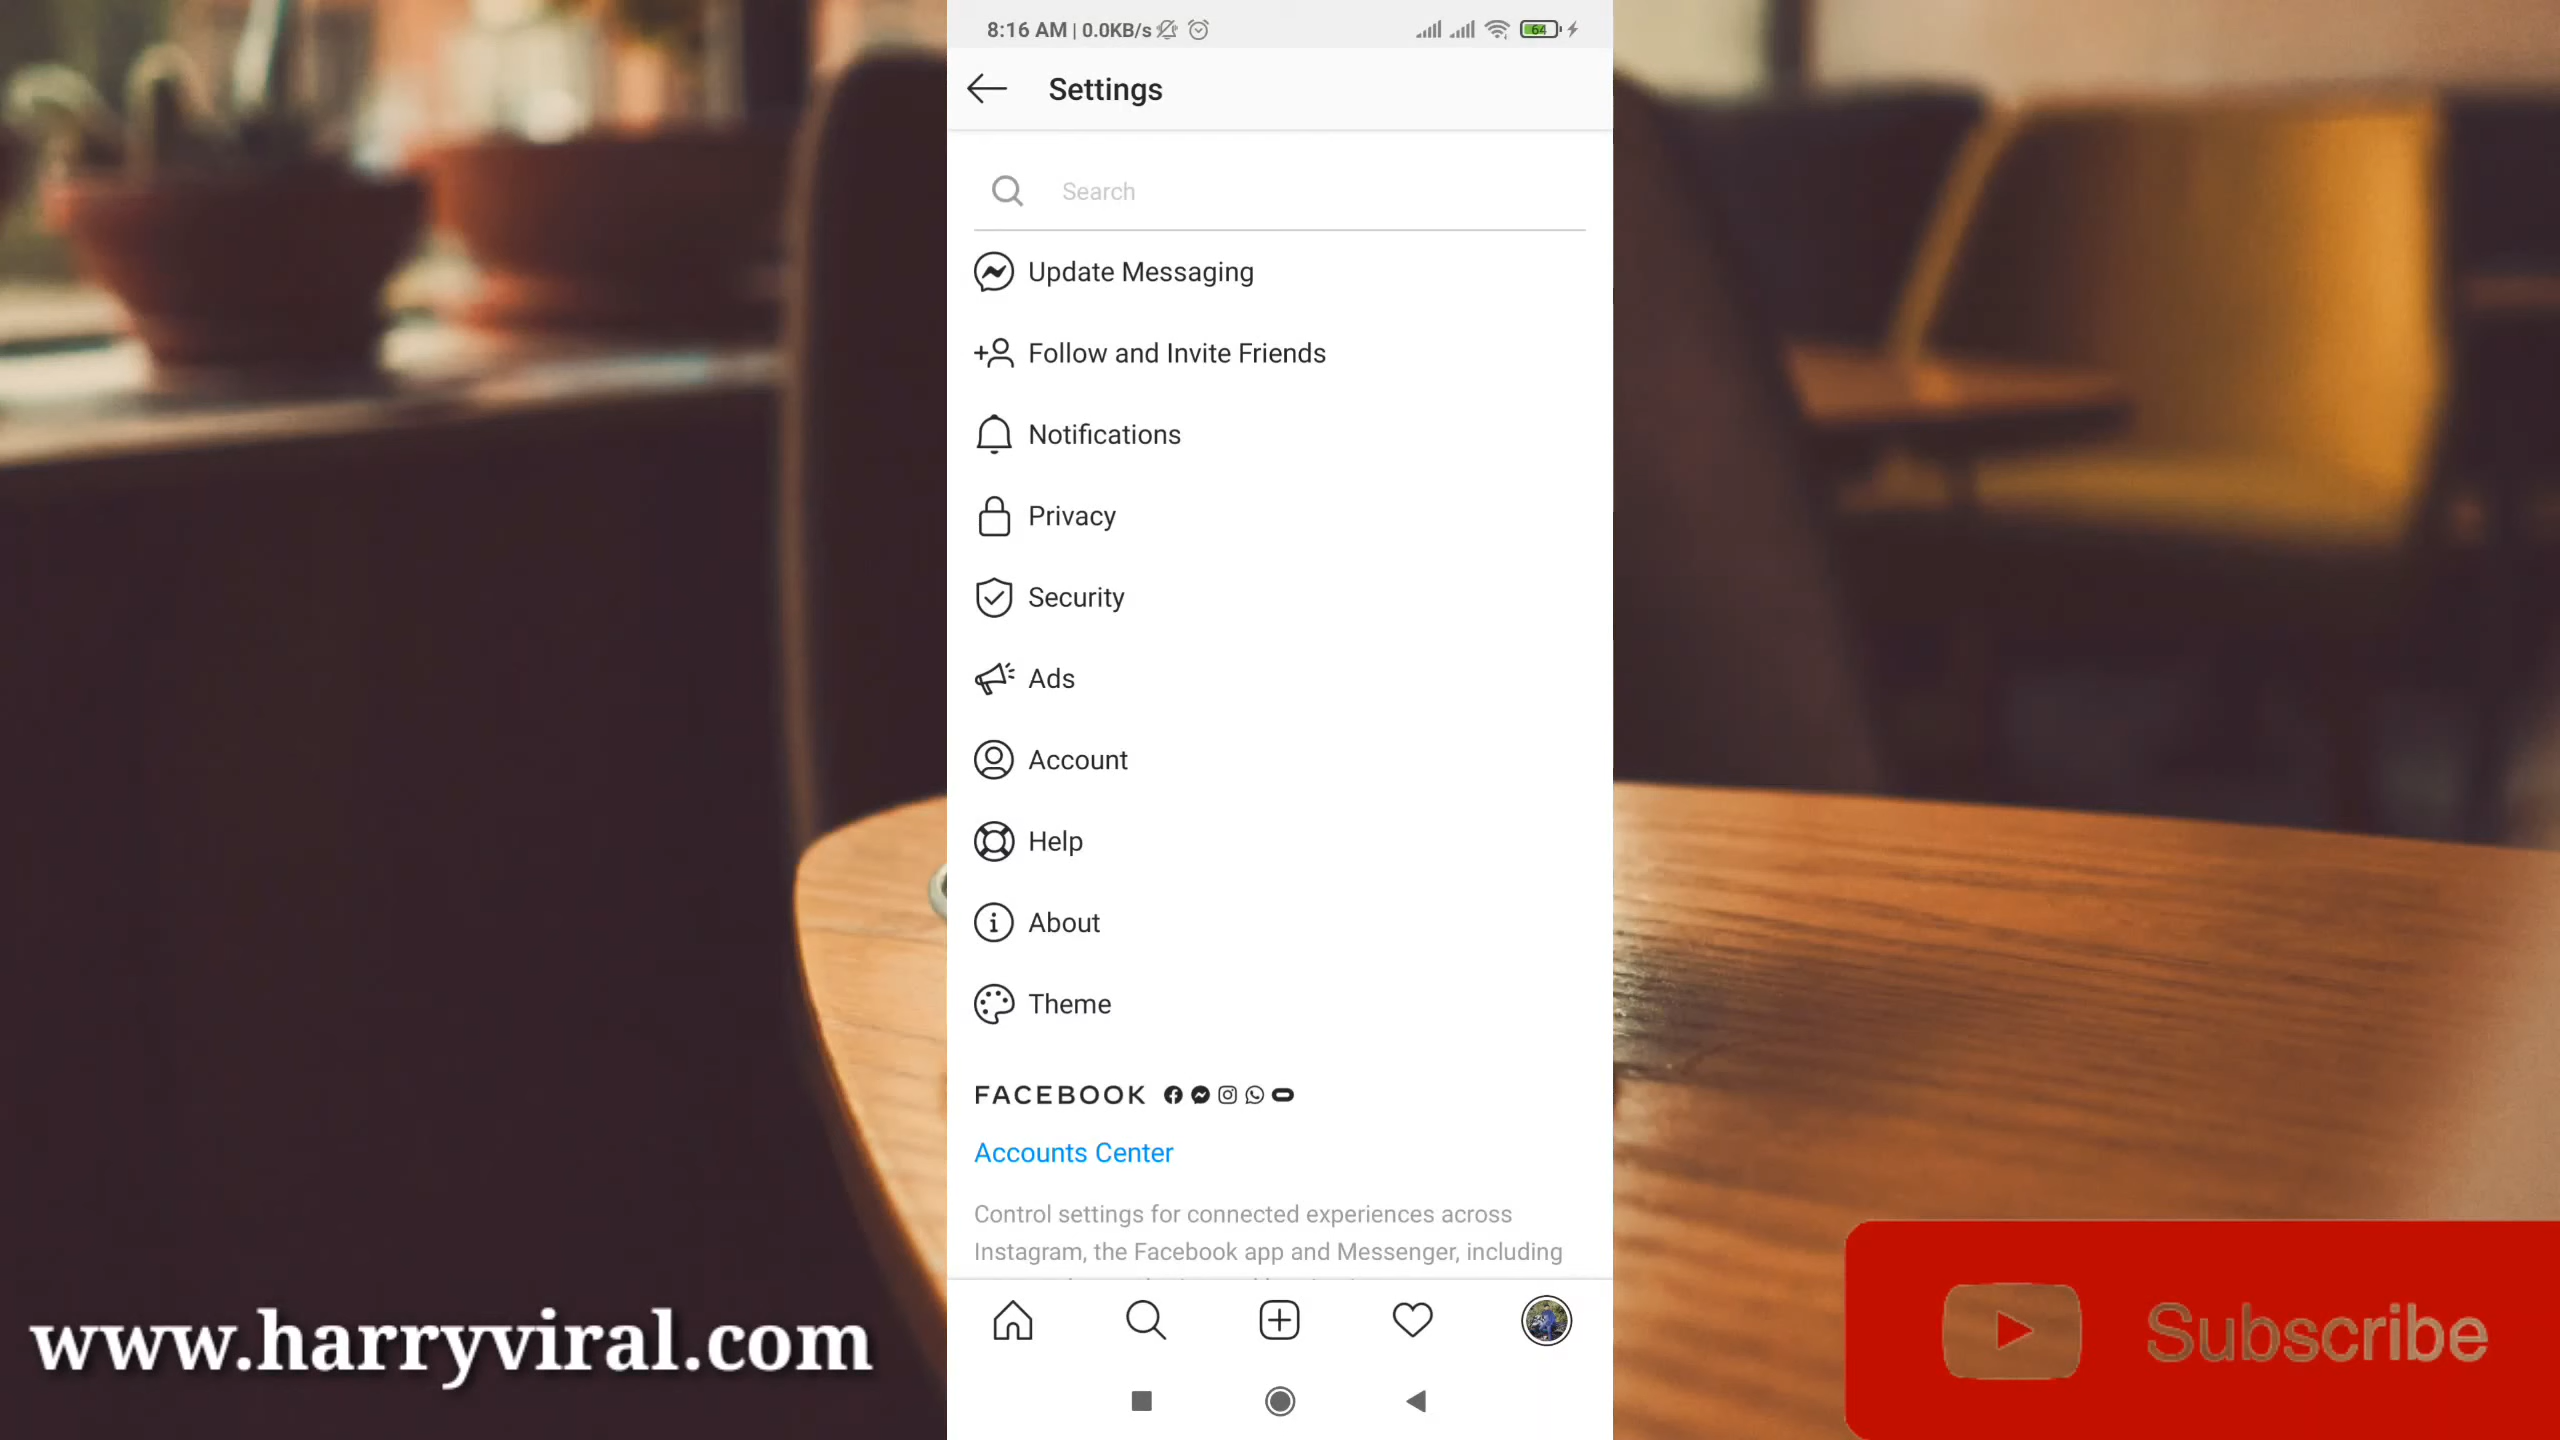 8:16 AM | 0.0KB/s
64
Settings
Search
Update Messaging
Follow and Invite Friends
Notifications
Privacy
Security
Ads
Account
Help
About
Theme
FACEBOOK
Accounts Center
Control settings for connected experiences across
Instagram, the Facebook app and Messenger, including
www.harryviral.com
Subscribe